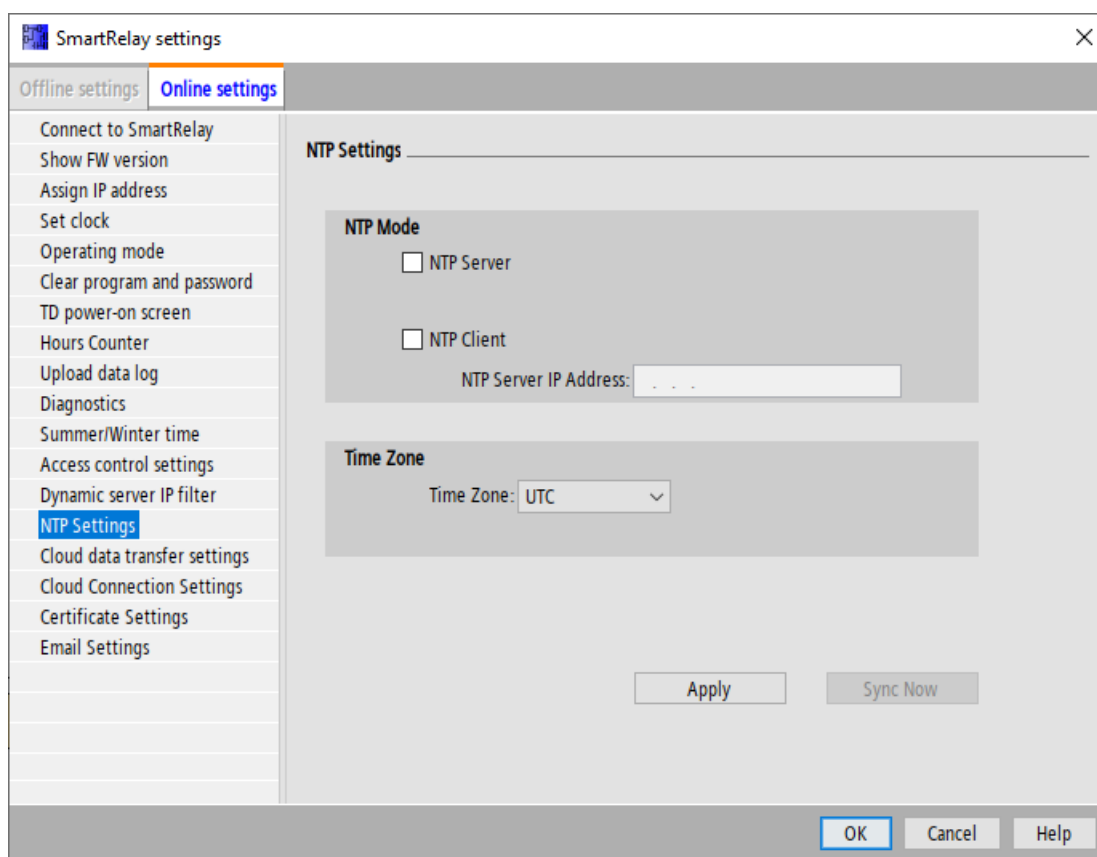 SmartRelay settings
Offline settings
Online settings
Connect to SmartRelay
Show FW version
Assign IP address
Set clock
Operating mode
Clear program and password
TD power-on screen
Hours Counter
Upload data log
Diagnostics
Summer/Winter time
Access control settings
Dynamic server IP filter
NTP Settings
Cloud data transfer settings
Cloud Connection Settings
Certificate Settings
Email Settings
NTP Settings
NTP Mode
NTP Server
NTP Client
NTP Server IP Address: . . .
Time Zone
Time Zone: UTC
Apply
Sync Now
OK
Cancel
Help